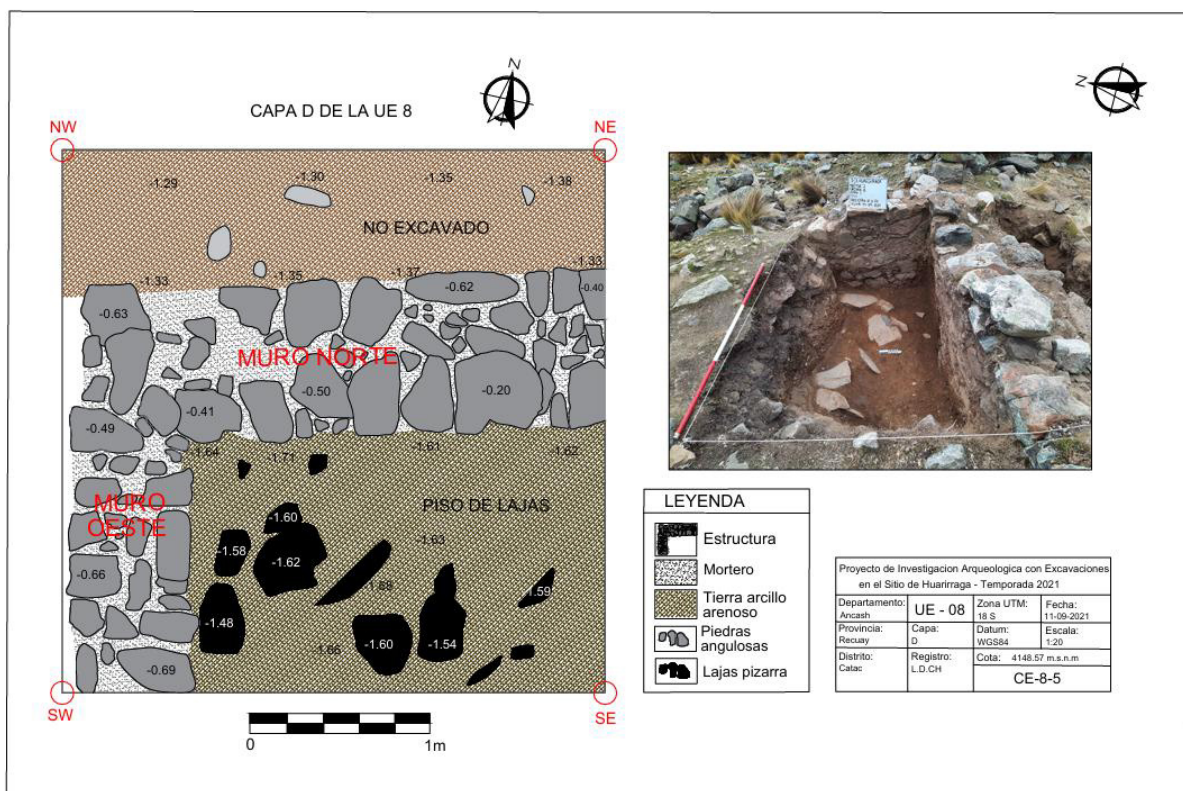 N
CAPA D DE LA UE 8
NW
NE
-1.29
-1.30
-1.35
-1.38
NO EXCAVADO
-1.33
-1.35
-1.37
-1.33
-0.63
-0.62
-0.40
MURO NORTE
-0.41
-0.50
-0.20
-0.49
-1.64
-1.71
-1.61
-1.62
MURO
OESTE
PISO DE LAJAS
-1.60
-1.58
-1.63
-1.62
-0.66
-1.59
-1.48
-1.66
-1.60
-1.54
-0.69
SW
SE
0
1m
N
LEYENDA
Estructura
Mortero
Tierra arcillo
arenoso
Piedras
angulosas
Lajas pizarra
Proyecto de Investigacion Arqueologica con Excavaciones
en el Sitio de Huarirraga - Temporada 2021
Departamento:
Ancash
UE - 08
Zona UTM:
18 S
Fecha:
11-09-2021
Provincia:
Recuay
Capa:
D
Datum:
WGS84
Escala:
1:20
Distrito:
Catac
Registro:
L.D.CH
Cota: 4148.57 m.s.n.m
CE-8-5